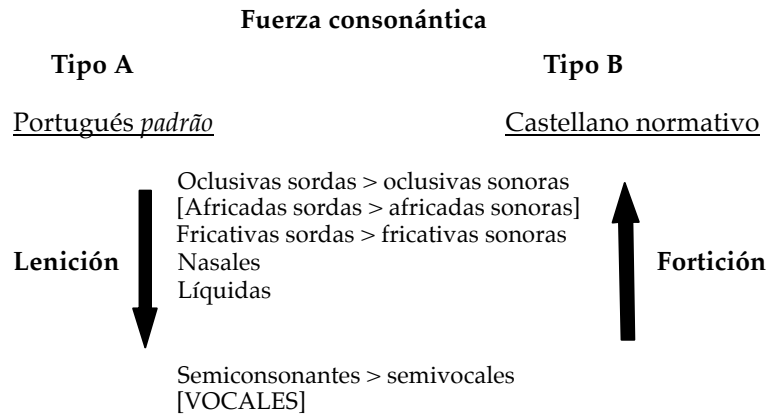 Fuerza consonántica
Tipo A Tipo B
Portugués padrão Castellano normativo
Oclusivas sordas > oclusivas sonoras
[Africadas sordas > africadas sonoras]
Fricativas sordas > fricativas sonoras
Lenición Nasales Fortición
Líquidas
Semiconsonantes > semivocales
[VOCALES]